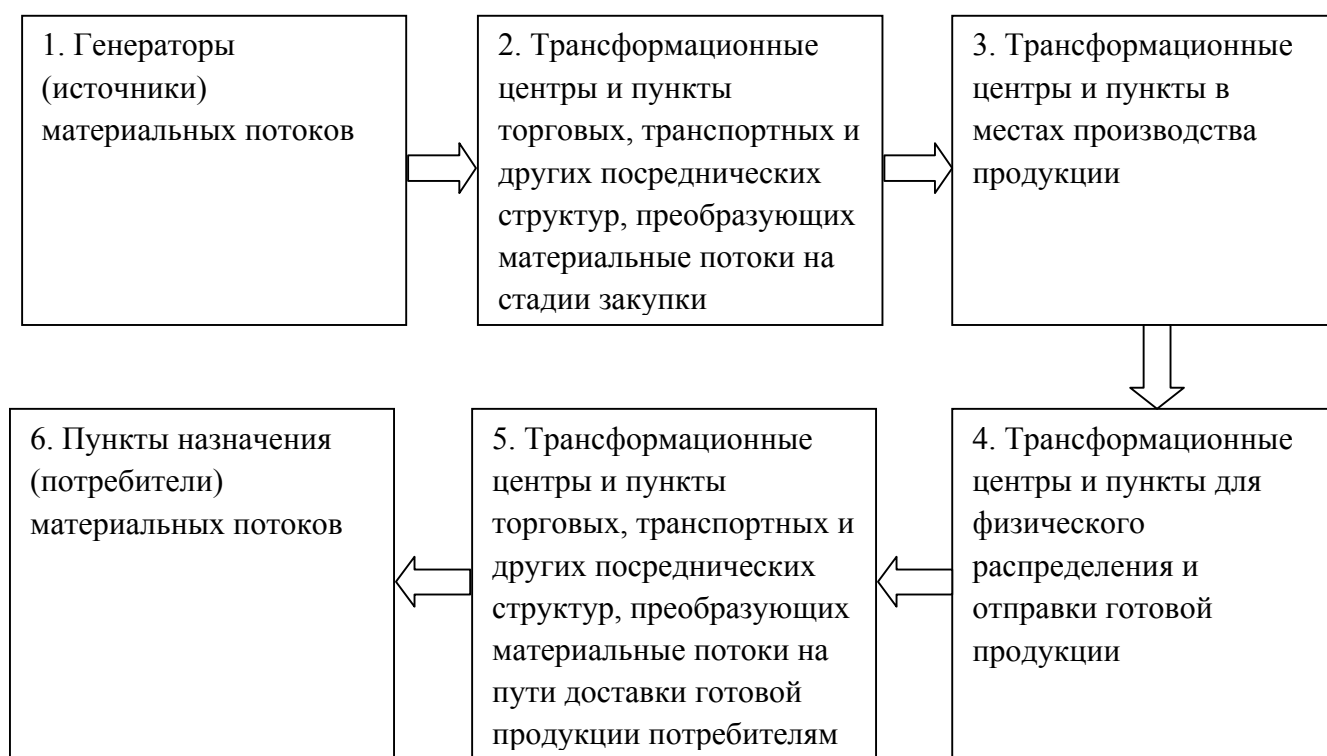 1. Генераторы
(источники)
материальных потоков
2. Трансформационные
центры и пункты
торговых, транспортных и
других посреднических
структур, преобразующих
материальные потоки на
стадии закупки
3. Трансформационные
центры и пункты в
местах производства
продукции
6. Пункты назначения
(потребители)
материальных потоков
5. Трансформационные
центры и пункты
торговых, транспортных и
других посреднических
структур, преобразующих
материальные потоки на
пути доставки готовой
продукции потребителям
4. Трансформационные
центры и пункты для
физического
распределения и
отправки готовой
продукции